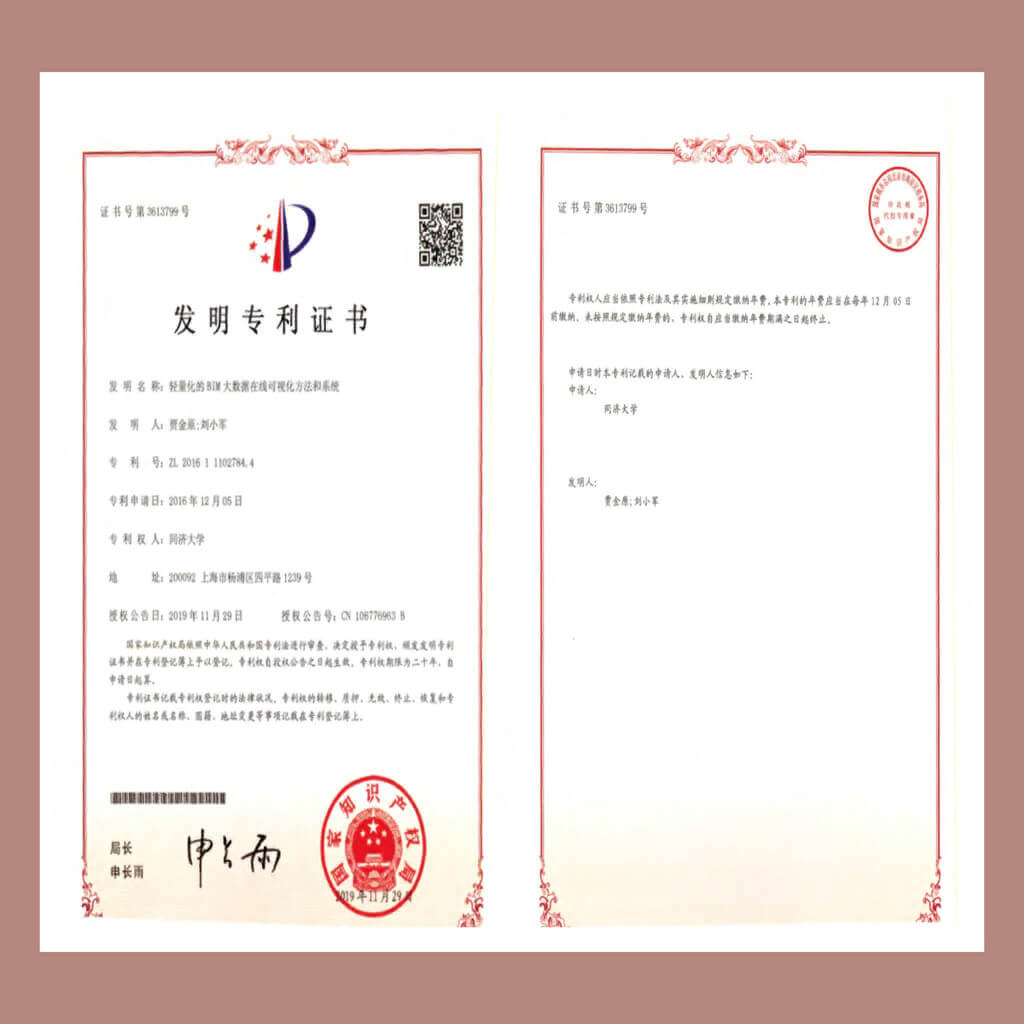 证书号第3613799号
发明专利证书
发明名称：轻量化的BIM大数据在线可视化方法和系统
发明人：贾金原;刘小军
专利号：ZL 2016 1 1102784.4
专利申请日：2016年12月05日
专利权人：同济大学
地址：200092 上海市杨浦区四平路1239号
授权公告日：2019年11月29日 授权公告号：CN 106776963 B
国家知识产权局依照中华人民共和国专利法进行审查，决定授予专利权，颁发发明专利
证书并在专利登记簿上予以登记。专利权自授权公告之日起生效。专利权期限为二十年，自
申请日起算。
专利证书记载专利权登记时的法律状况。专利权的转移、质押、无效、终止、恢复和专
利权人的姓名或名称、国籍、地址变更等事项记载在专利登记簿上。
局长
申长雨
申长雨
国家知识产权局
2019年11月29日
证书号第3613799号
专利权人应当依照专利法及其实施细则规定缴纳年费。本专利的年费应当在每年12月05日
前缴纳。未按照规定缴纳年费的，专利权自应当缴纳年费期满之日起终止。
申请日时本专利记载的申请人、发明人信息如下：
申请人：
同济大学
发明人：
贾金原;刘小军